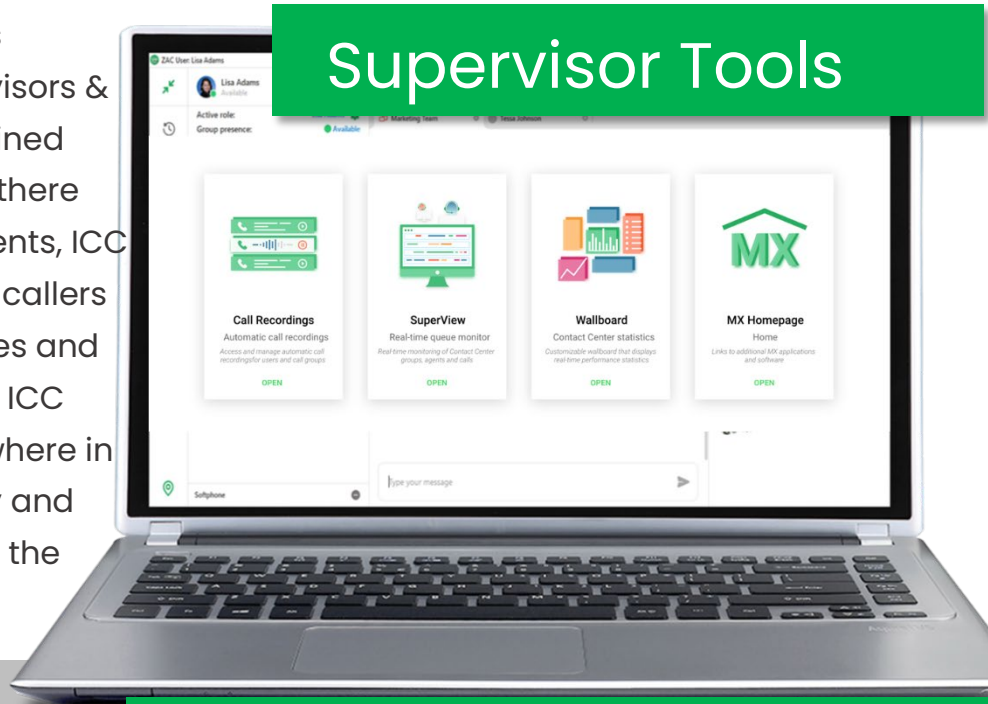 Supervisor Tools
visors &
ined
there
ents, ICC
callers
es and
ICC
where in
and
the
ZAC User: Lisa Adams
Lisa Adams
Available
Active role:
Group presence:
Available
Marketing Team
Tessa Johnson
Call Recordings
Automatic call recordings
Access and manage automatic call
recordingsfor users and call groups
OPEN
SuperView
Real-time queue monitor
Real-time monitoring of Contact Center
groups, agents and calls
OPEN
Wallboard
Contact Center statistics
Customizable wallboard that displays
real-time performance statistics
OPEN
MX
MX Homepage
Home
Links to additional MX applications
and software
OPEN
Softphone
Type your message